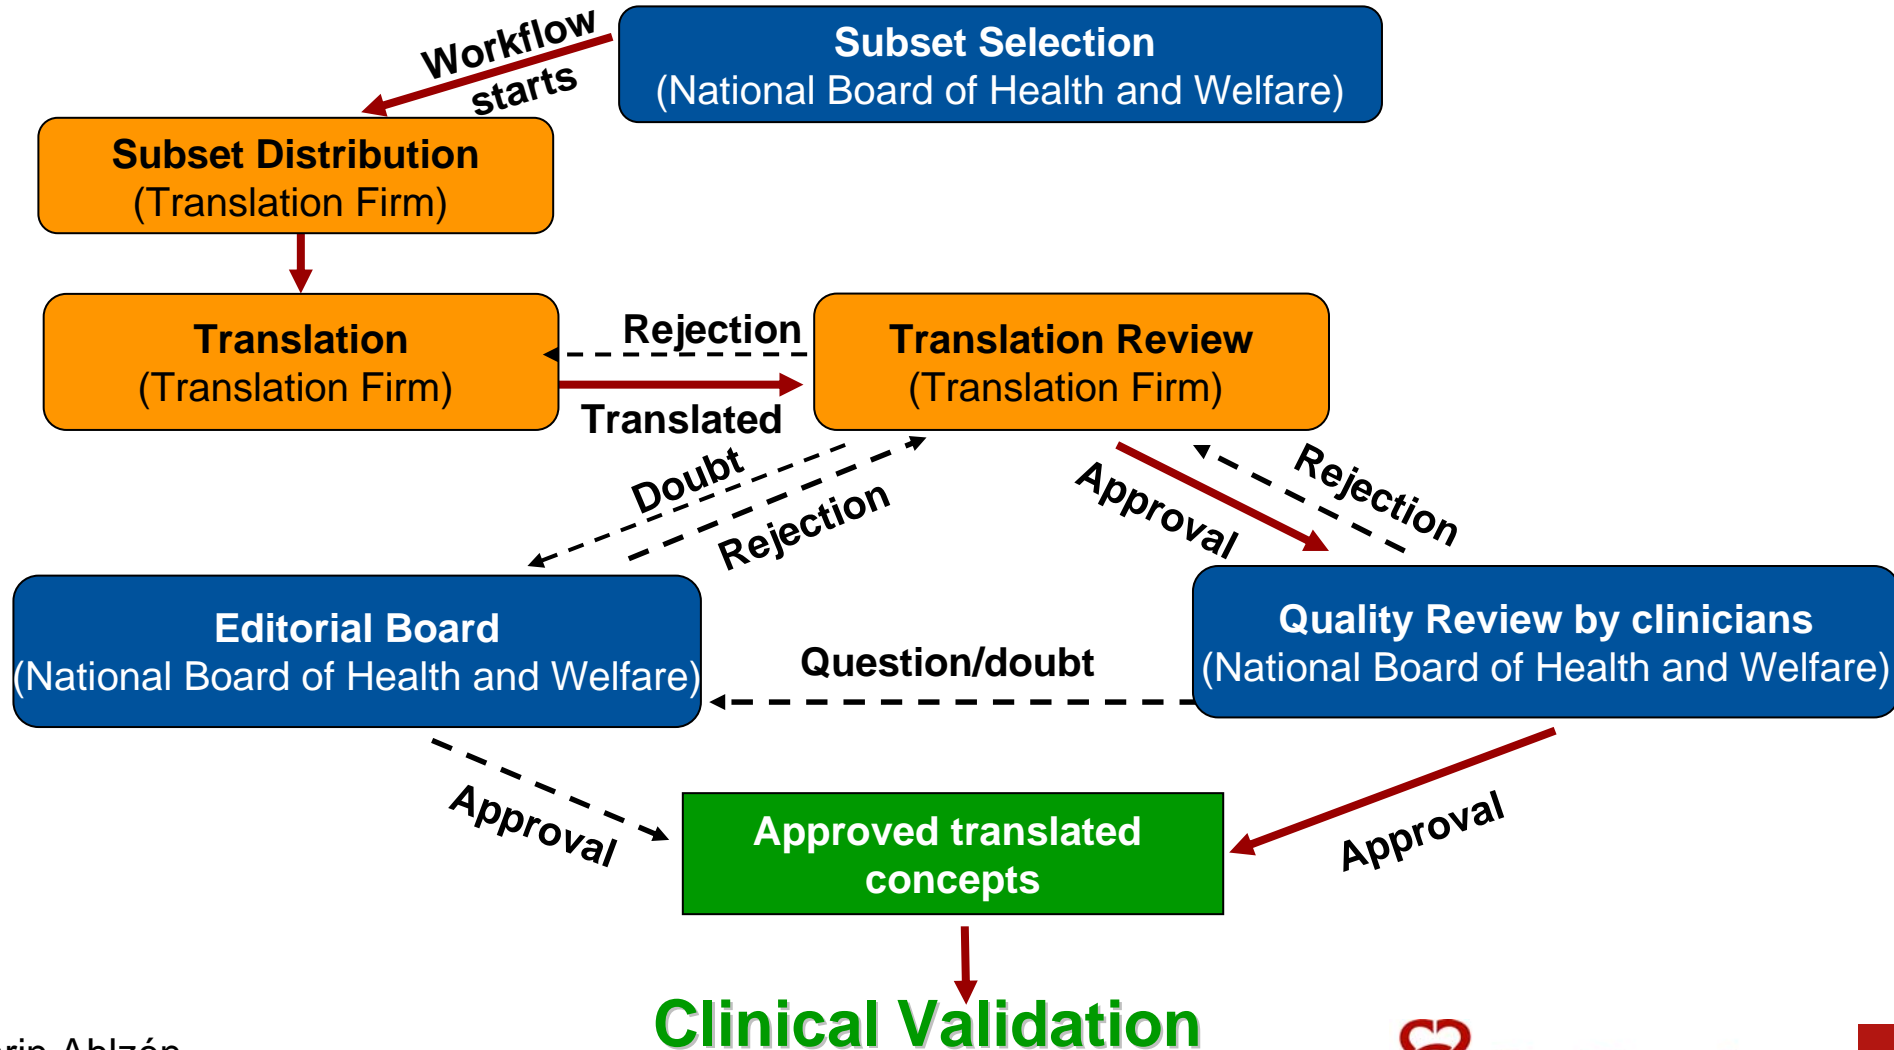 Workflow
starts
Subset Selection
(National Board of Health and Welfare)
Subset Distribution
(Translation Firm)
Translation
(Translation Firm)
Rejection
Translated
Translation Review
(Translation Firm)
Doubt
Rejection
Approval
Rejection
Editorial Board
(National Board of Health and Welfare)
Question/doubt
Quality Review by clinicians
(National Board of Health and Welfare)
Approval
Approved translated
concepts
Approval
Clinical Validation